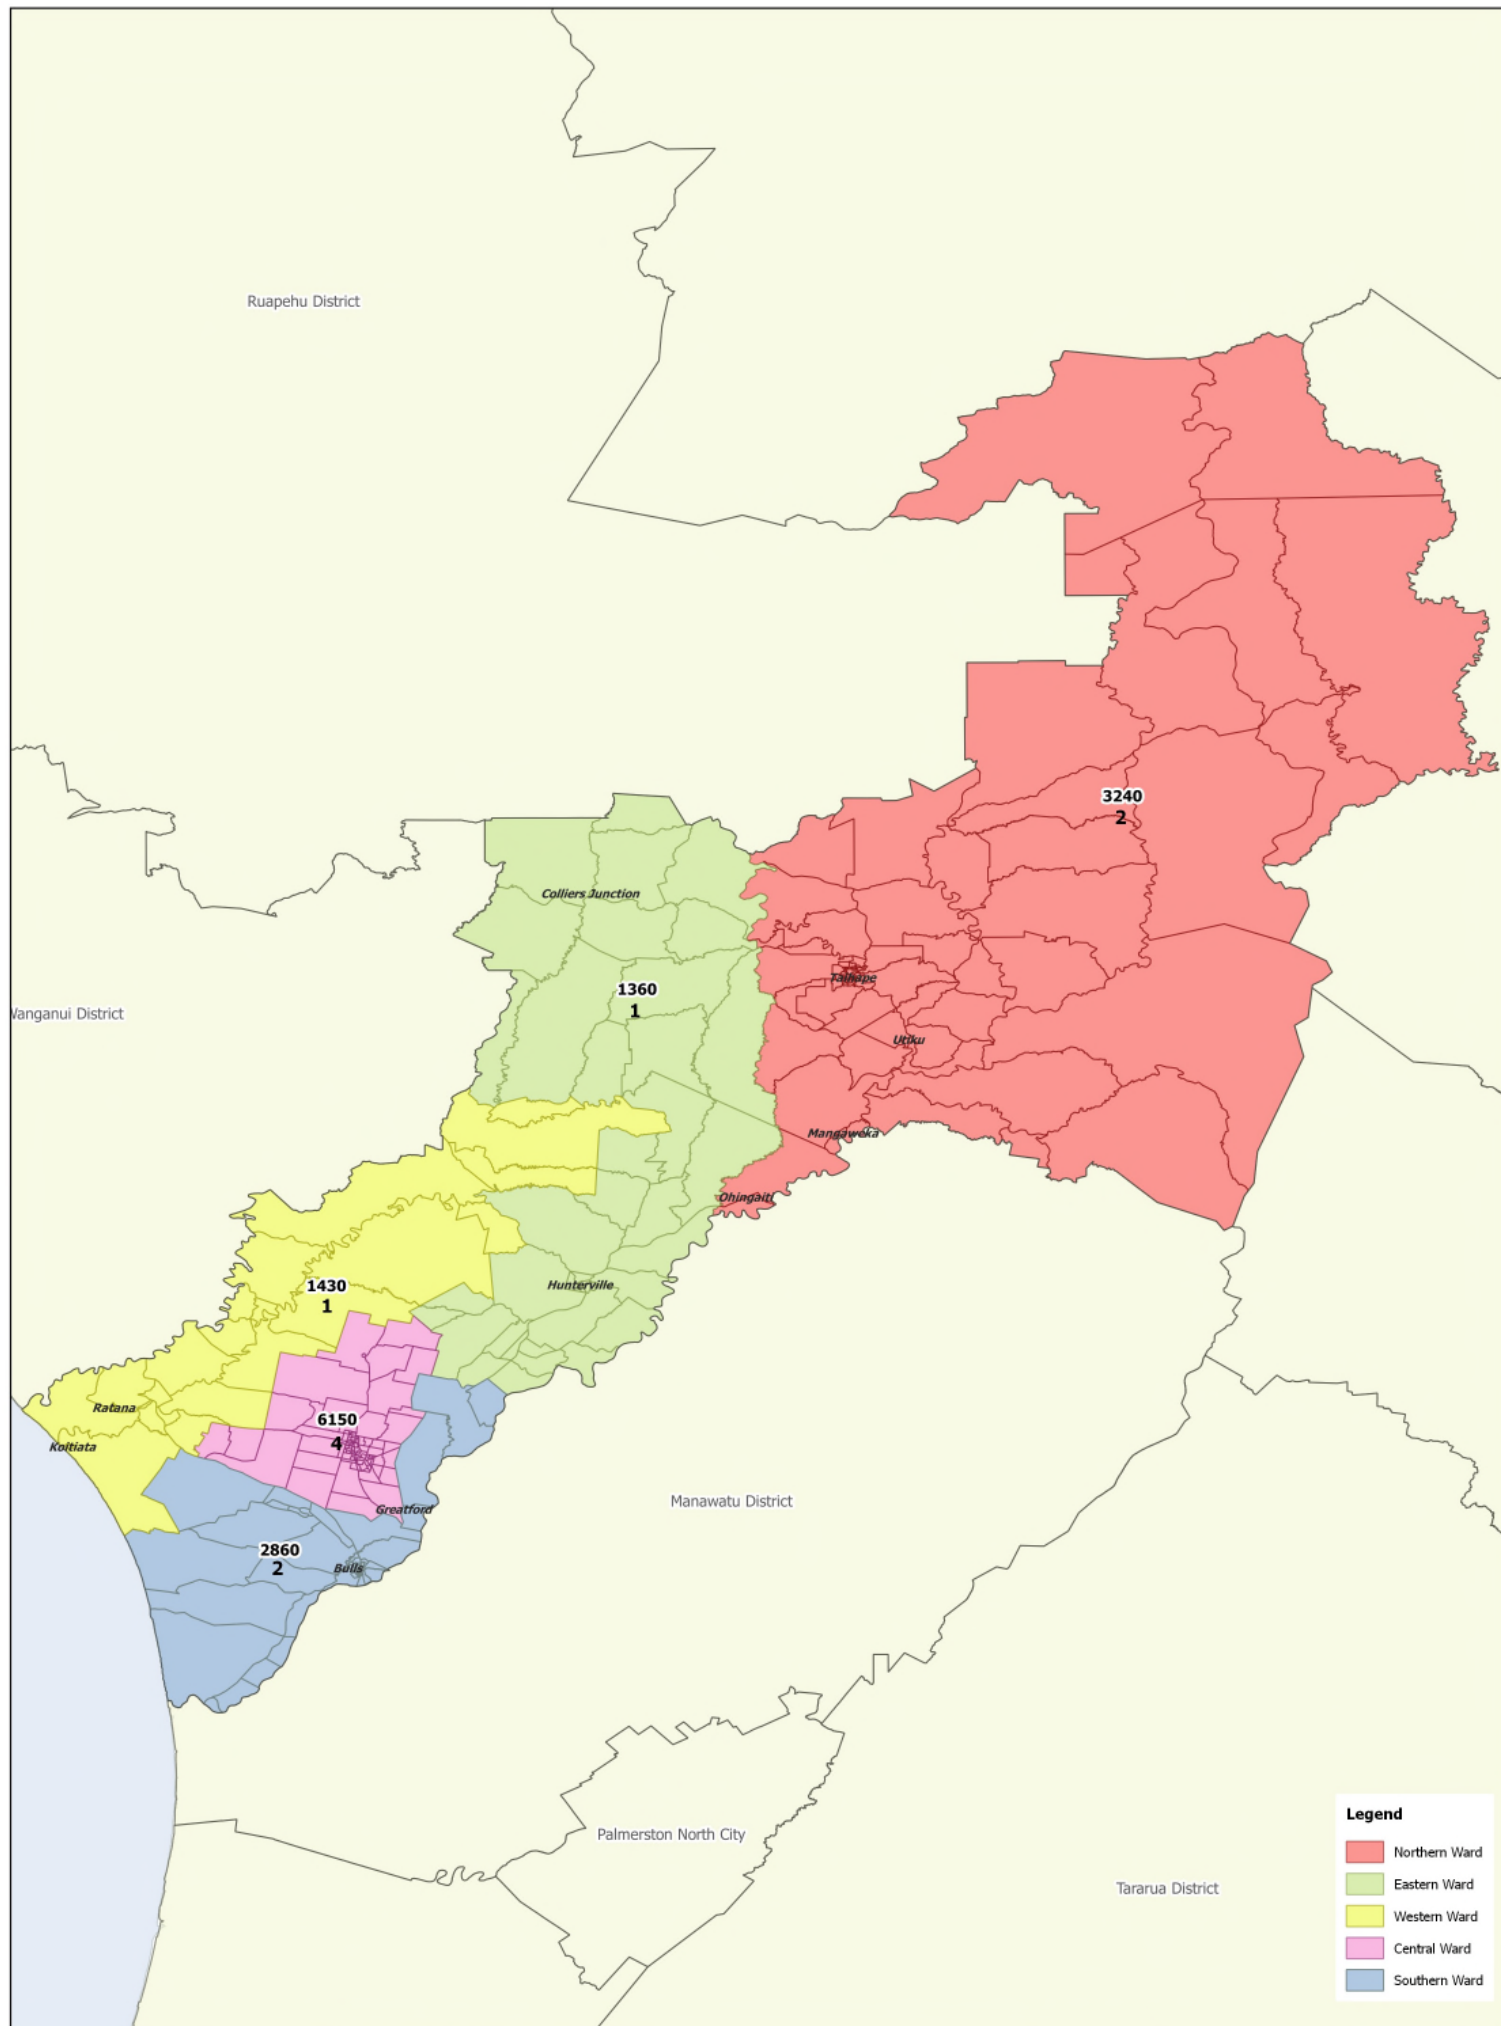 Ruapehu District
3240
2
Colliers Junction
Taihape
1360
1
Wanganui District
Utiku
Mangaweka
Ohingaiti
Hunterville
1430
1
Ratana
6150
4
Koitiata
Manawatu District
Greatford
2860
2
Bulls
Legend
Palmerston North City
Northern Ward
Eastern Ward
Tararua District
Western Ward
Central Ward
Southern Ward